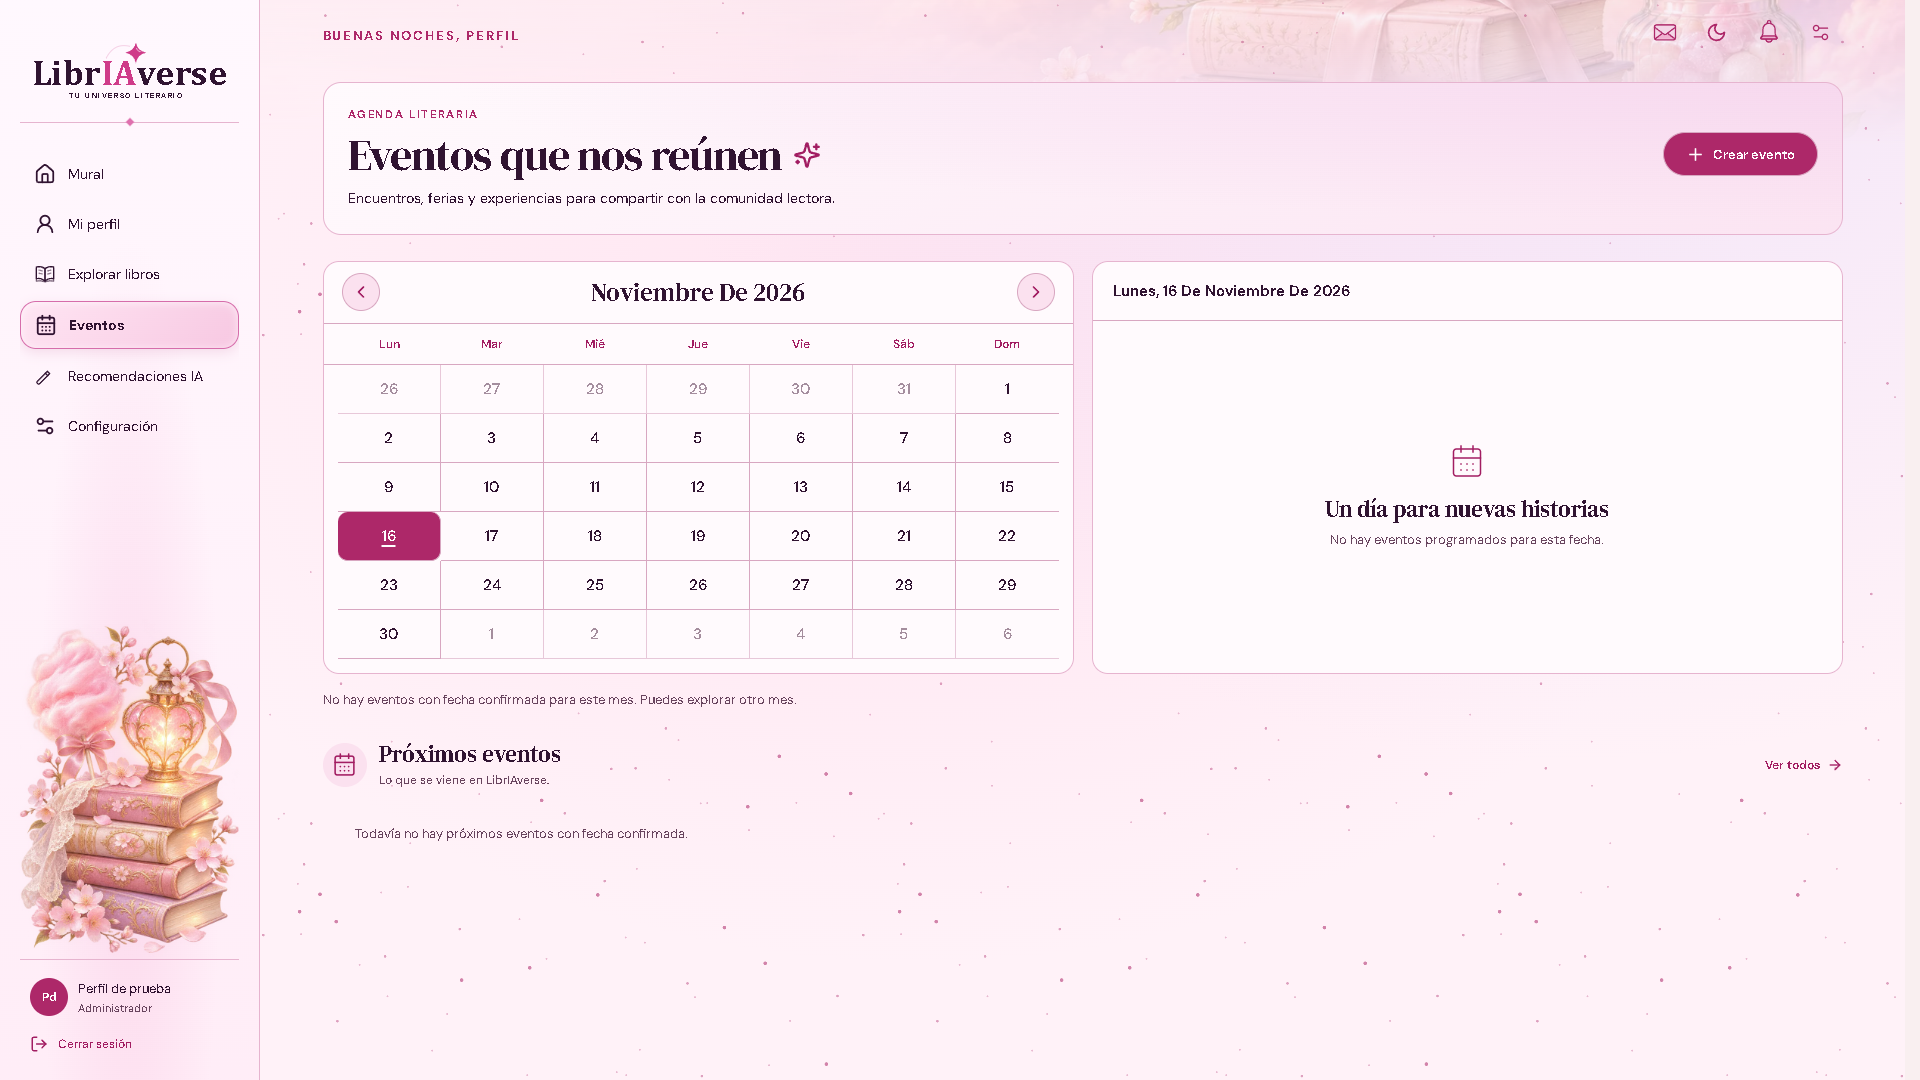 LibrIAverse
TU UNIVERSO LITERARIO
Mural
Mi perfil
Explorar libros
Eventos
Recomendaciones IA
Configuración
Pd
Perfil de prueba
Administrador
Cerrar sesión
BUENAS NOCHES, PERFIL
AGENDA LITERARIA
Eventos que nos reúnen
Encuentros, ferias y experiencias para compartir con la comunidad lectora.
Crear evento
Noviembre De 2026
Lun Mar Mié Jue Vie Sáb Dom
26 27 28 29 30 31 1
2 3 4 5 6 7 8
9 10 11 12 13 14 15
16 17 18 19 20 21 22
23 24 25 26 27 28 29
30 1 2 3 4 5 6
Lunes, 16 De Noviembre De 2026
Un día para nuevas historias
No hay eventos programados para esta fecha.
No hay eventos con fecha confirmada para este mes. Puedes explorar otro mes.
Próximos eventos
Lo que se viene en LibrIAverse.
Ver todos
Todavía no hay próximos eventos con fecha confirmada.